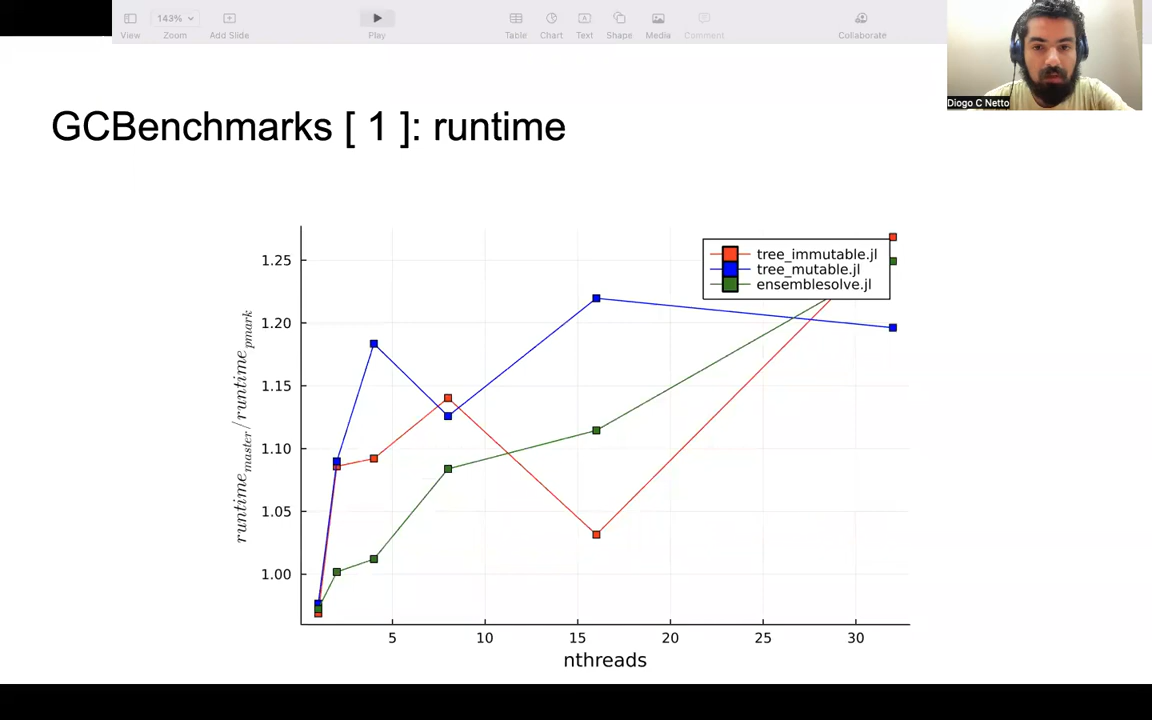 143%
View
Zoom
Add Slide
Play
Table
Chart
Text
Shape
Media
Comment
Collaborate
Diogo C Netto
GCBenchmarks [ 1 ]: runtime
tree_immutable.jl
tree_mutable.jl
ensemblesolve.jl
1.25
1.20
1.15
1.10
1.05
1.00
runtime_master/runtime_pmark
5
10
15
20
25
30
nthreads